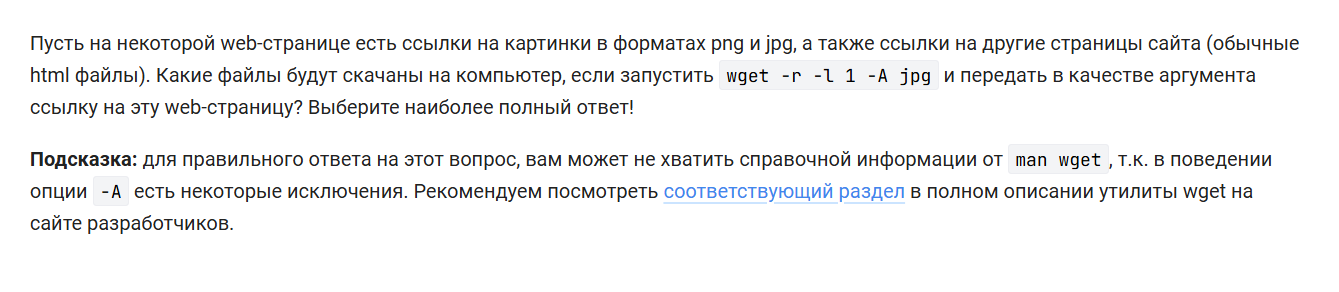 Пусть на некоторой web-странице есть ссылки на картинки в форматах png и jpg, а также ссылки на другие страницы сайта (обычные
html файлы). Какие файлы будут скачаны на компьютер, если запустить wget -r -l 1 -A jpg и передать в качестве аргумента
ссылку на эту web-страницу? Выберите наиболее полный ответ!
Подсказка: для правильного ответа на этот вопрос, вам может не хватить справочной информации от man wget, т.к. в поведении
опции -A есть некоторые исключения. Рекомендуем посмотреть соответствующий раздел в полном описании утилиты wget на
сайте разработчиков.